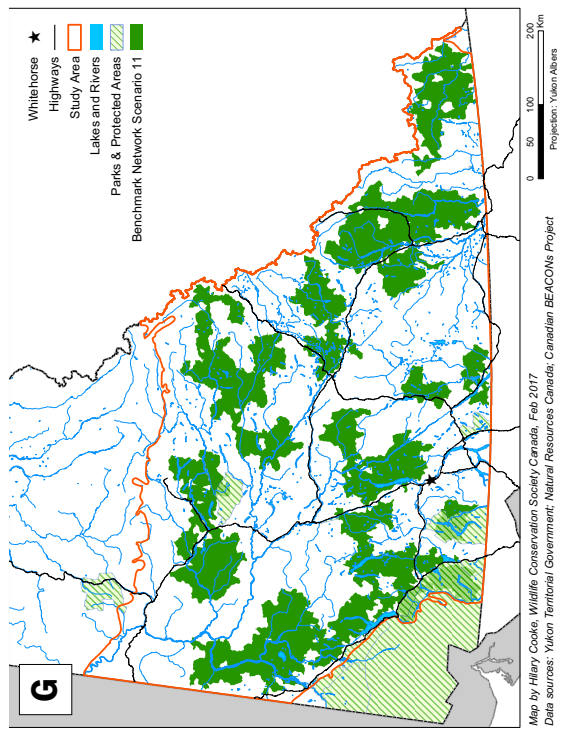 G
Whitehorse
Highways
Study Area
Lakes and Rivers
Parks & Protected Areas
Benchmark Network Scenario 11
0 50 100 200
Km
Projection: Yukon Albers
Map by Hilary Cooke, Wildlife Conservation Society Canada, Feb 2017
Data sources: Yukon Territorial Government; Natural Resources Canada; Canadian BEACONs Project